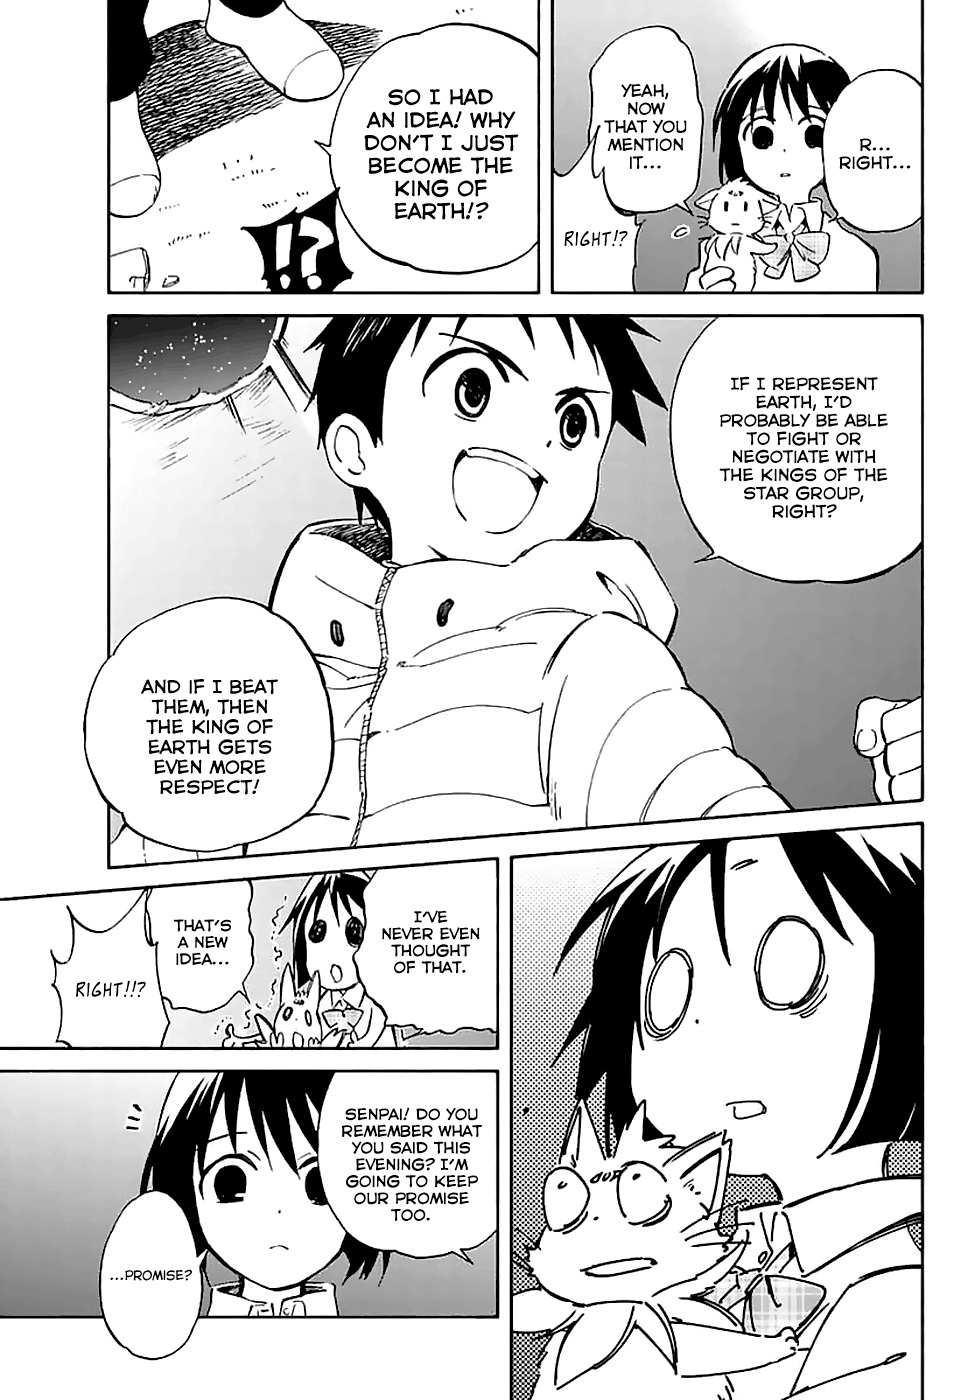 R...
RIGHT...
YEAH,
NOW
THAT YOU
MENTION
IT...
RIGHT!?
SO I HAD
AN IDEA! WHY
DON'T I JUST
BECOME THE
KING OF
EARTH!?
!?
IF I REPRESENT
EARTH, I'D
PROBABLY BE ABLE
TO FIGHT OR
NEGOTIATE WITH
THE KINGS OF THE
STAR GROUP,
RIGHT?
AND IF I BEAT
THEM, THEN
THE KING OF
EARTH GETS
EVEN MORE
RESPECT!
I'VE
NEVER EVEN
THOUGHT
OF THAT.
THAT'S
A NEW
IDEA...
RIGHT!!?
SENPAI! DO YOU
REMEMBER WHAT
YOU SAID THIS
EVENING? I'M
GOING TO KEEP
OUR PROMISE
TOO.
...PROMISE?